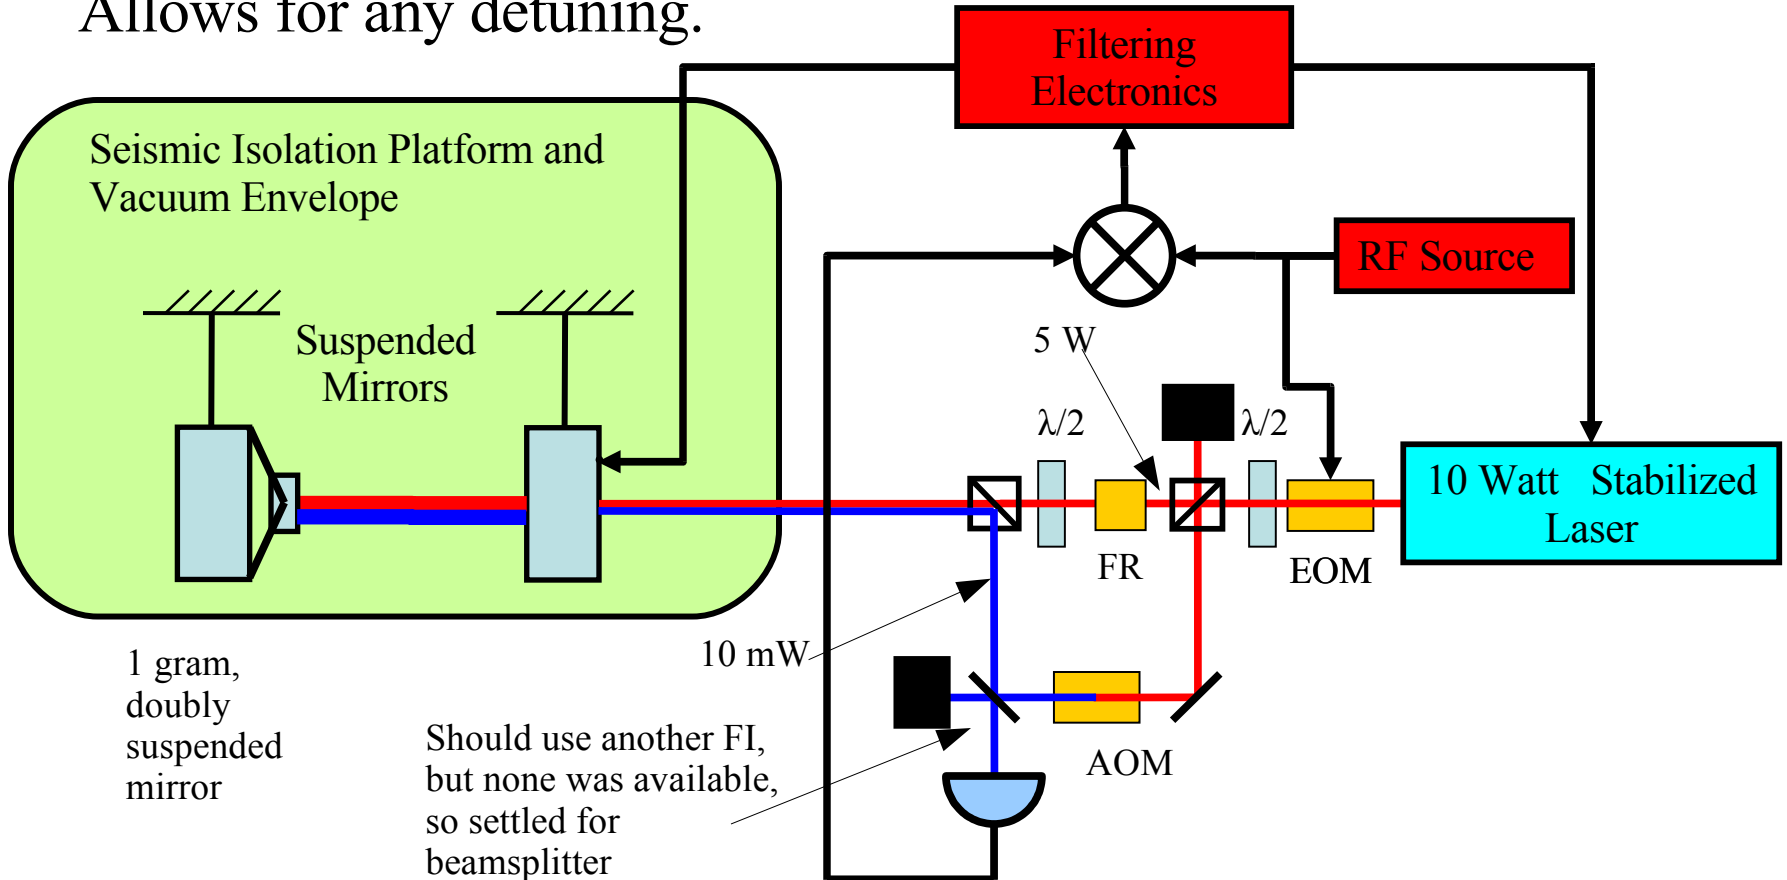 Allows for any detuning.
Filtering
Electronics
Seismic Isolation Platform and
Vacuum Envelope
RF Source
Suspended
Mirrors
5 W
λ/2
λ/2
10 Watt Stabilized
Laser
FR
EOM
10 mW
1 gram,
doubly
suspended
mirror
Should use another FI,
but none was available,
so settled for
beamsplitter
AOM